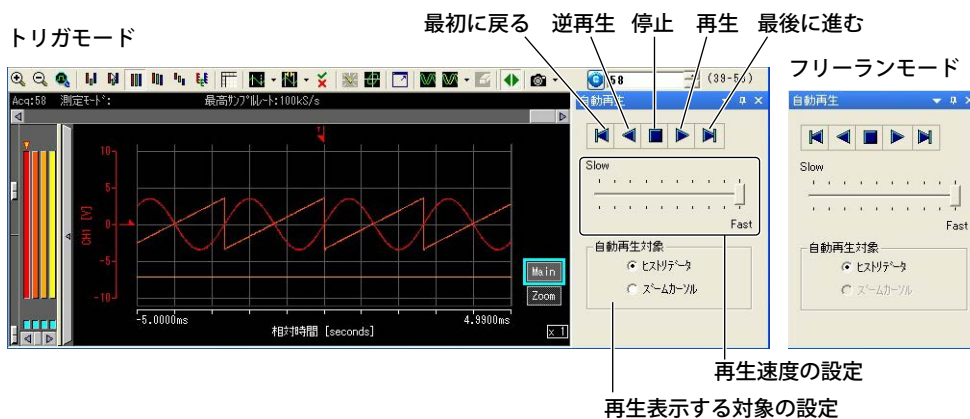 最初に戻る 逆再生 停止 再生 最後に進む
トリガモード
フリーランモード
58 (39-58)
Acq:58 測定ﾓｰﾄﾞ: 最高ｻﾝﾌﾟﾙﾚｰﾄ:100kS/s
自動再生
自動再生
10
5
0
-5
-10
CH1 [V]
Main
Zoom
-5.0000ms
4.9900ms
相対時間 [seconds]
x 1
Slow
Fast
自動再生対象
ﾋｽﾄﾘﾃﾞｰﾀ
ｽﾞｰﾑｶｰｿﾙ
Slow
Fast
自動再生対象
ﾋｽﾄﾘﾃﾞｰﾀ
ｽﾞｰﾑｶｰｿﾙ
再生速度の設定
再生表示する対象の設定